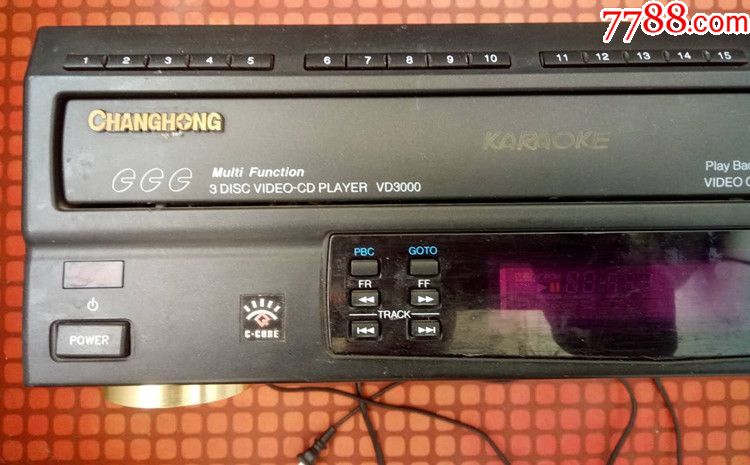 7788.com
1 2 3 4 5 6 7 8 9 10 11 12 13 14 15
CHANGHONG
KARAOKE
Multi Function
3 DISC VIDEO-CD PLAYER VD3000
Play Ba
VIDEO C
PBC GOTO
FR FF
TRACK
POWER
C-CUBE